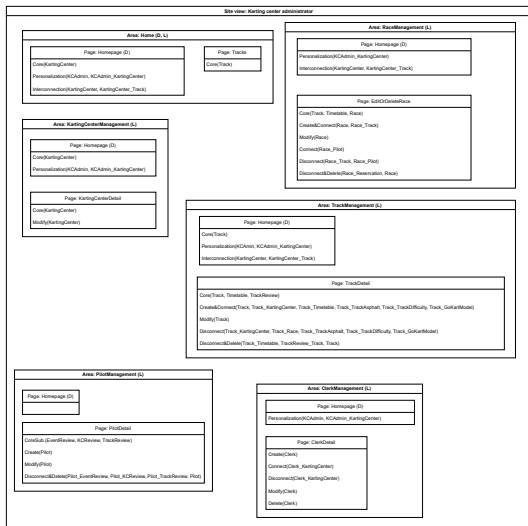 Site view: Karting center administrator
Area: Home (D, L)
Page: Homepage (D)
Core(KartingCenter)
Personalization(KCAdmin, KCAdmin_KartingCenter)
Interconnection(KartingCenter, KartingCenter_Track)
Page: Tracks
Core(Track)
Area: RaceManagement (L)
Page: Homepage (D)
Personalization(KCAdmin_KartingCenter)
Interconnection(KartingCenter, KartingCenter_Track)
Page: EditOrDeleteRace
Core(Track, Timetable, Race)
Create&Connect(Race, Race_Track)
Modify(Race)
Connect(Race_Pilot)
Disconnect(Race_Track, Race_Pilot)
Disconnect&Delete(Race_Reservation, Race)
Area: KartingCenterManagement (L)
Page: Homepage (D)
Core(KartingCenter)
Personalization(KCAdmin, KCAdmin_KartingCenter)
Page: KartingCenterDetail
Core(KartingCenter)
Modify(KartingCenter)
Area: TrackManagement (L)
Page: Homepage (D)
Core(Track)
Personalization(KCAmin, KCAdmin_KartingCenter)
Interconnection(KartingCenter, KartingCenter_Track)
Page: TrackDetail
Core(Track, Timetable, TrackReview)
Create&Connect(Track, Track_KartingCenter, Track_Timetable, Track_TrackAsphalt, Track_TrackDifficulty, Track_GoKartModel)
Modify(Track)
Disconnect(Track_KartingCenter, Track_Race, Track_TrackAsphalt, Track_TrackDifficulty, Track_GoKartModel)
Disconnect&Delete(Track_Timetable, TrackReview_Track, Track)
Area: PilotManagement (L)
Page: Homepage (D)
Page: PilotDetail
CoreSub.(EventReview, KCReview, TrackReview)
Create(Pilot)
Modify(Pilot)
Disconnect&Delete(Pilot_EventReview, Pilot_KCReview, Pilot_TrackReview, Pilot)
Area: ClerkManagement (L)
Page: Homepage (D)
Personalization(KCAdmin, KCAdmin_KartingCenter)
Page: ClerkDetail
Create(Clerk)
Connect(Clerk_KartingCenter)
Disconnect(Clerk_KartingCenter)
Modify(Clerk)
Delete(Clerk)